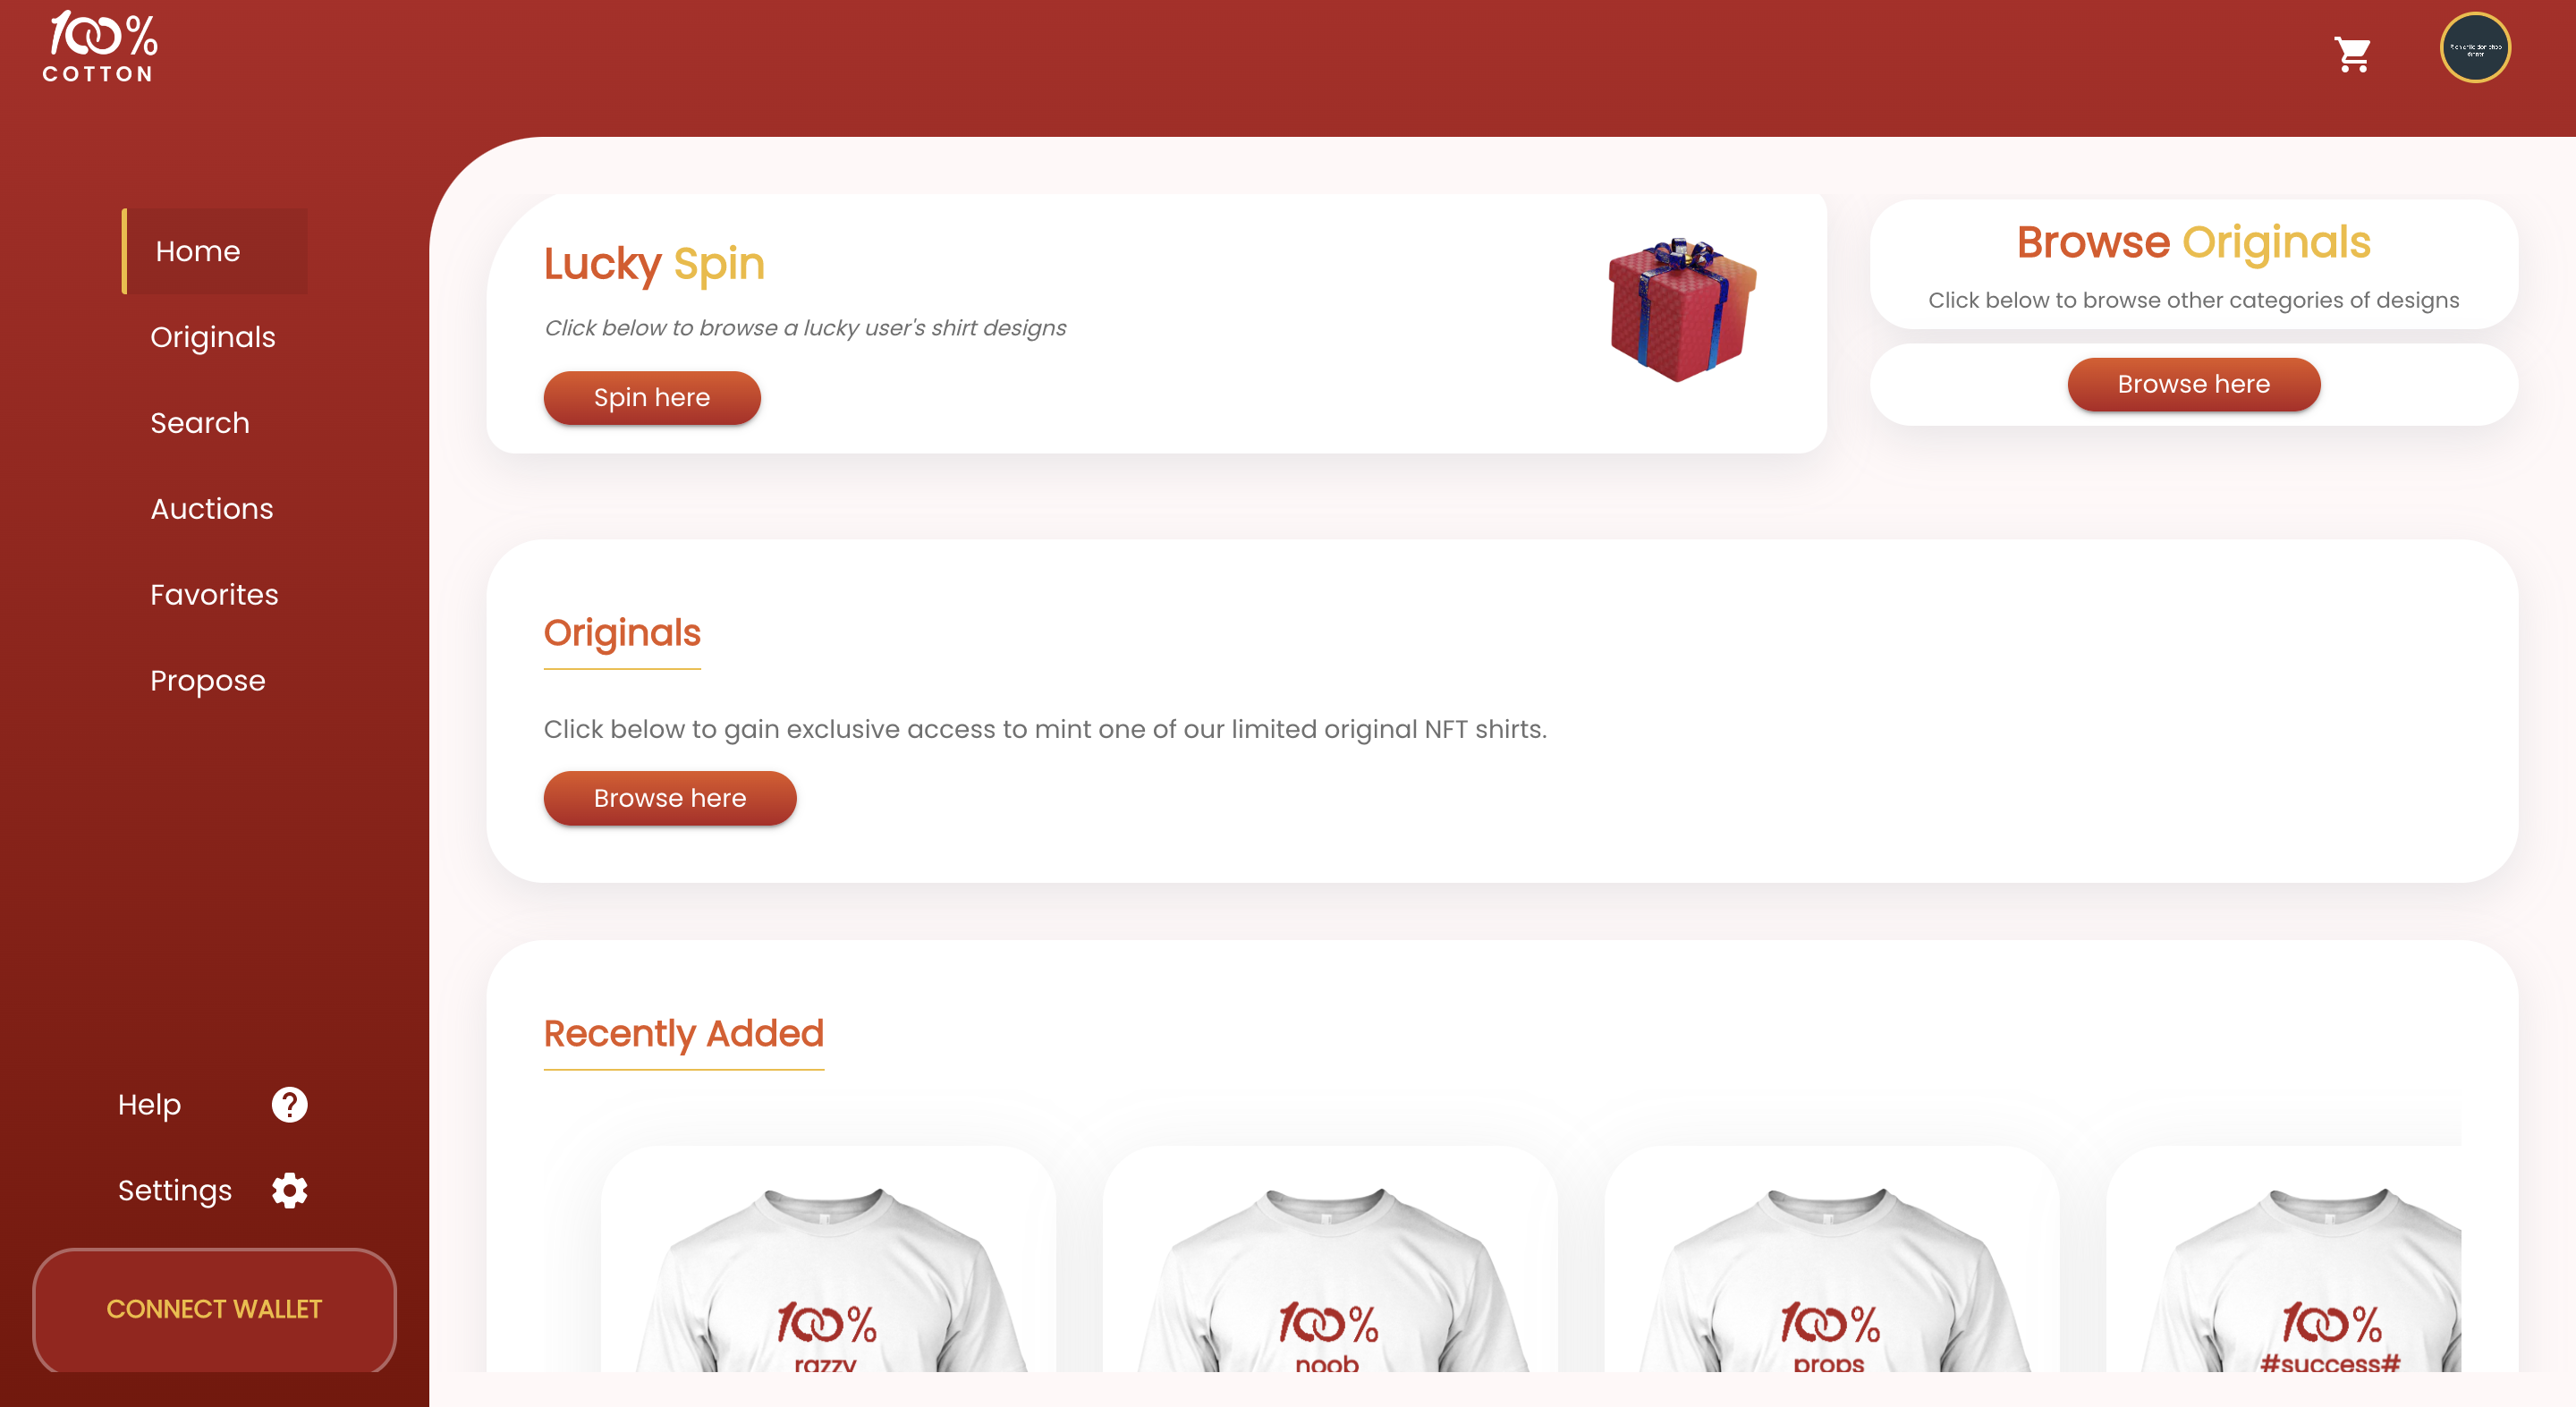 100%
COTTON
Home
Originals
Search
Auctions
Favorites
Propose
Help
Settings
CONNECT WALLET
Lucky Spin
Click below to browse a lucky user's shirt designs
Spin here
Browse Originals
Click below to browse other categories of designs
Browse here
Originals
Click below to gain exclusive access to mint one of our limited original NFT shirts.
Browse here
Recently Added
100%
razzy
100%
noob
100%
props
100%
#success#